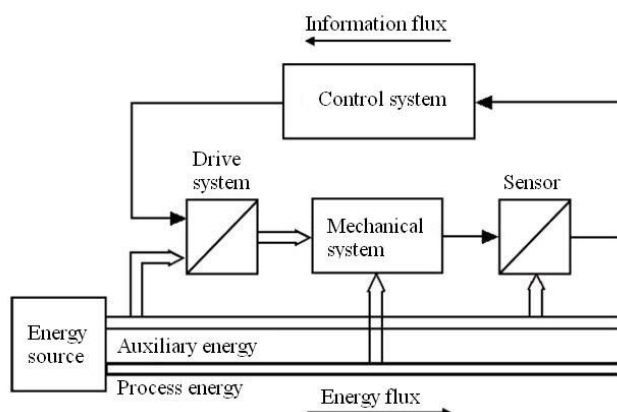 Information flux
Control system
Drive
system
Sensor
Mechanical
system
Energy
source
Auxiliary energy
Process energy
Energy flux